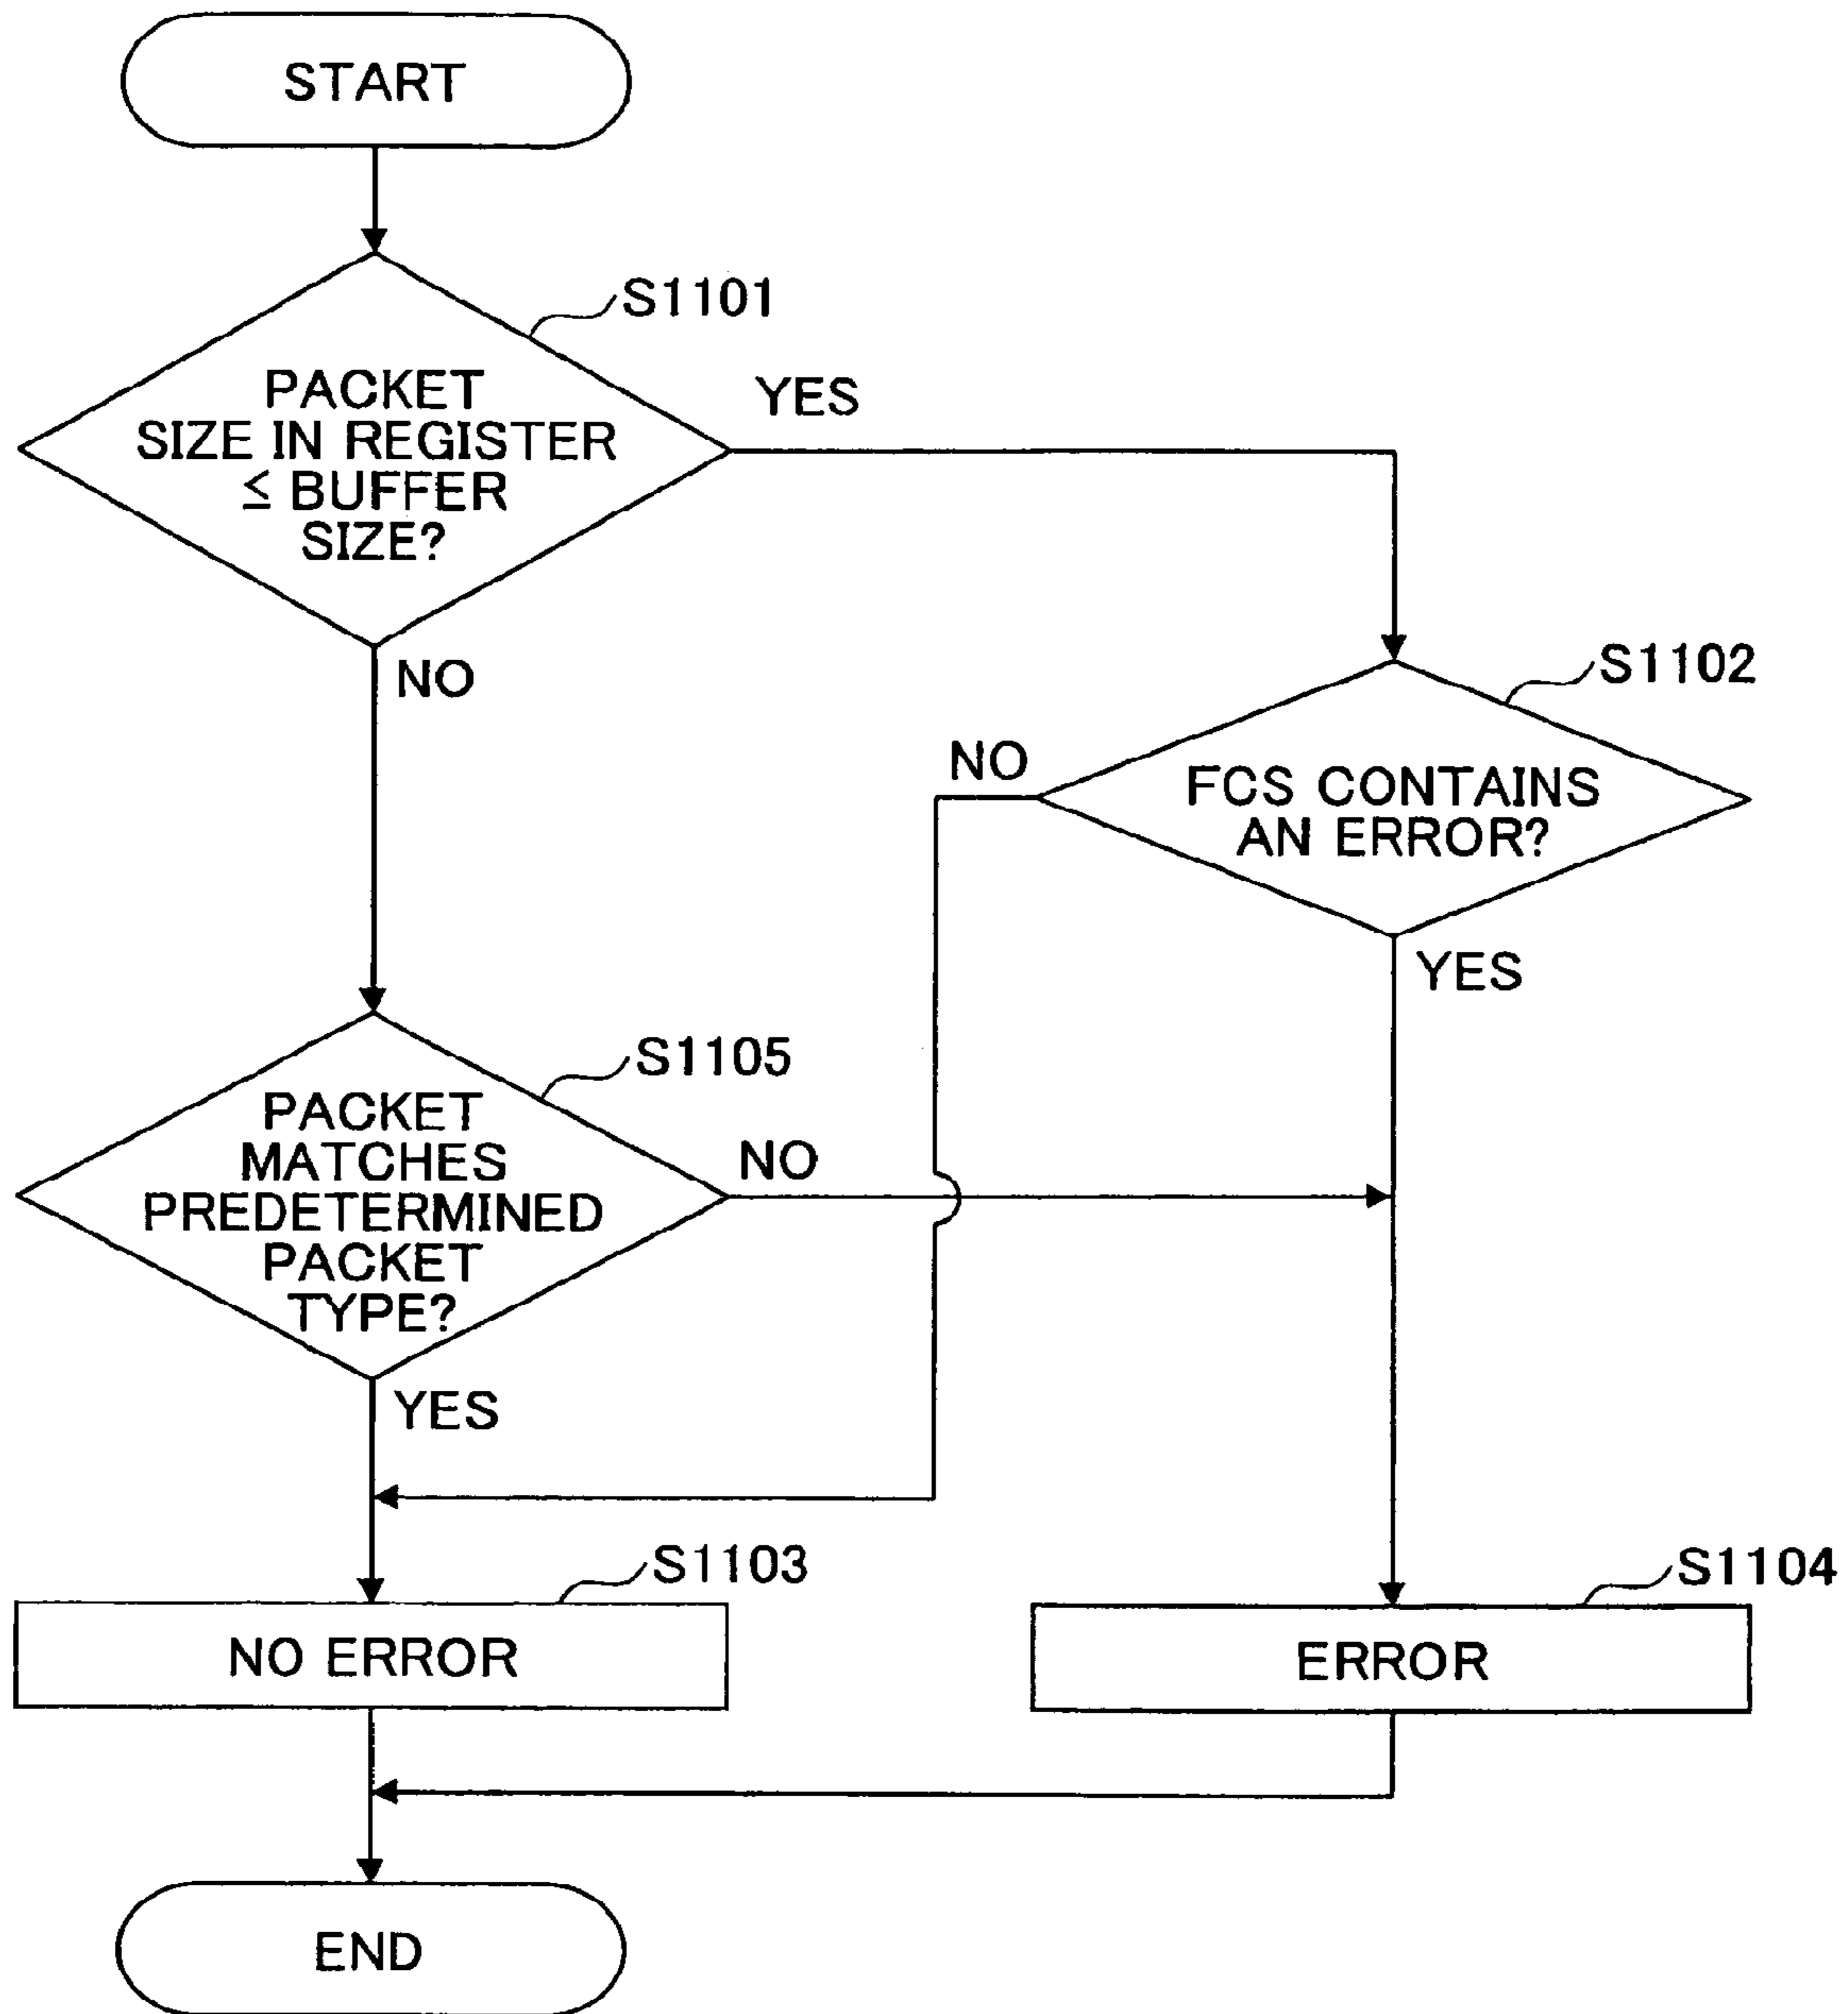 START
S1101
PACKET
SIZE IN REGISTER
≤ BUFFER
SIZE?
YES
NO
S1102
FCS CONTAINS
AN ERROR?
NO
YES
S1105
PACKET
MATCHES
PREDETERMINED
PACKET
TYPE?
NO
YES
S1103
NO ERROR
S1104
ERROR
END